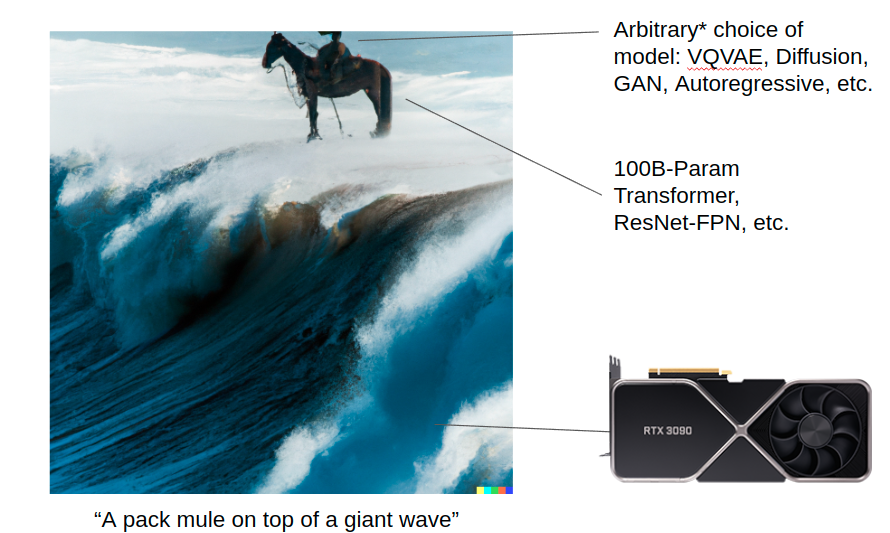 Arbitrary* choice of
model: VQVAE, Diffusion,
GAN, Autoregressive, etc.
100B-Param
Transformer,
ResNet-FPN, etc.
RTX 3090
“A pack mule on top of a giant wave”